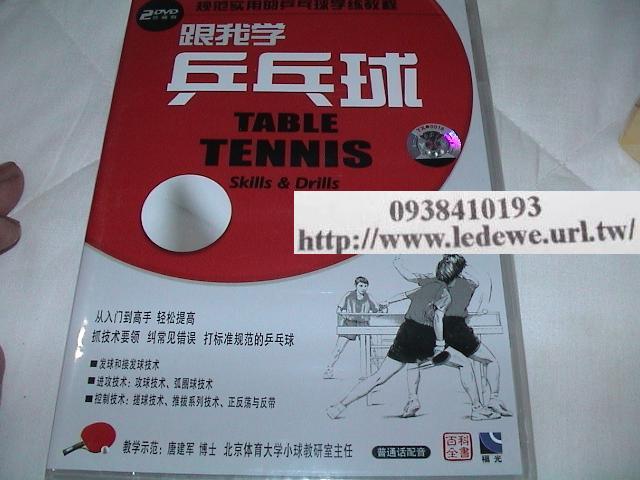 2 DVD
规范实用的乒乓球学练教程
跟我学
乒乓球
TABLE
TENNIS
Skills & Drills
0938410193
http://www.ledewe.url.tw/
从入门到高手 轻松提高
抓技术要领 纠常见错误 打标准规范的乒乓球
■ 发球和接发球技术
■ 进攻技术：攻球技术、弧圈球技术
■ 控制技术：搓球技术、推拨系列技术、正反荡与反带
教学示范：唐建军 博士 北京体育大学小球教研室主任
普通话配音
百科
全书
福光